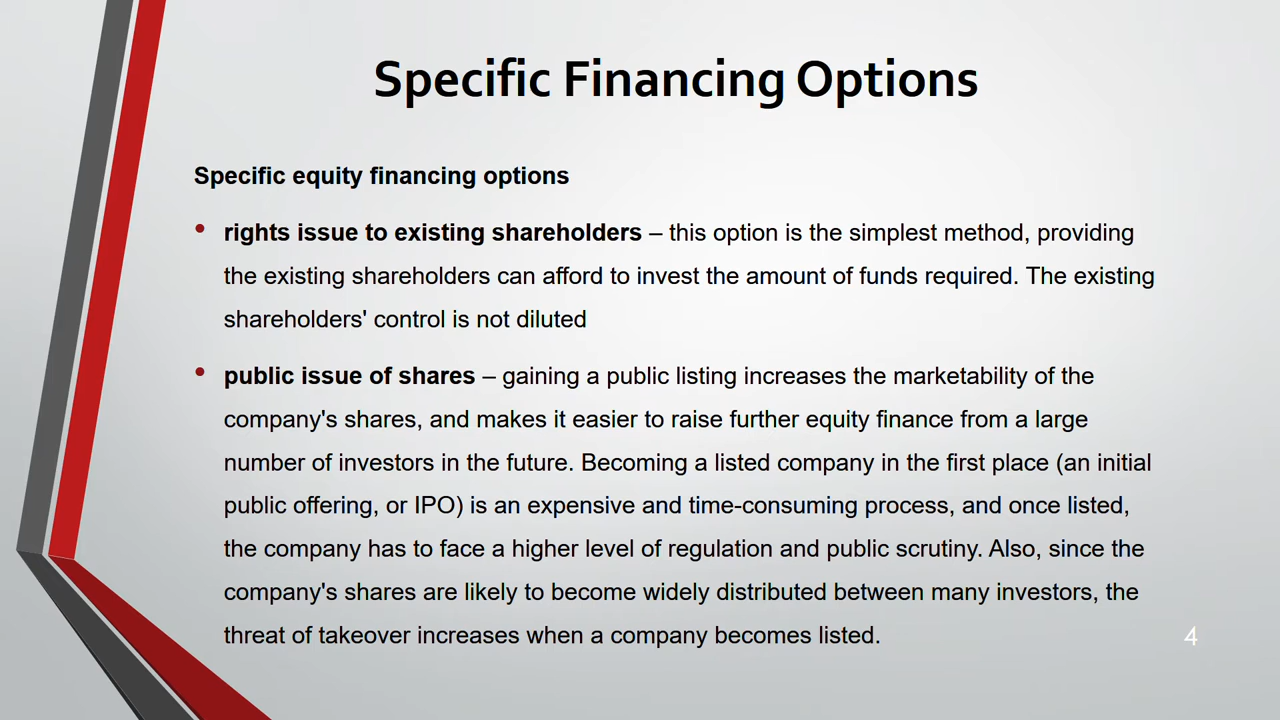 Specific Financing Options
Specific equity financing options
• rights issue to existing shareholders – this option is the simplest method, providing
the existing shareholders can afford to invest the amount of funds required. The existing
shareholders' control is not diluted
• public issue of shares – gaining a public listing increases the marketability of the
company's shares, and makes it easier to raise further equity finance from a large
number of investors in the future. Becoming a listed company in the first place (an initial
public offering, or IPO) is an expensive and time-consuming process, and once listed,
the company has to face a higher level of regulation and public scrutiny. Also, since the
company's shares are likely to become widely distributed between many investors, the
threat of takeover increases when a company becomes listed.
4